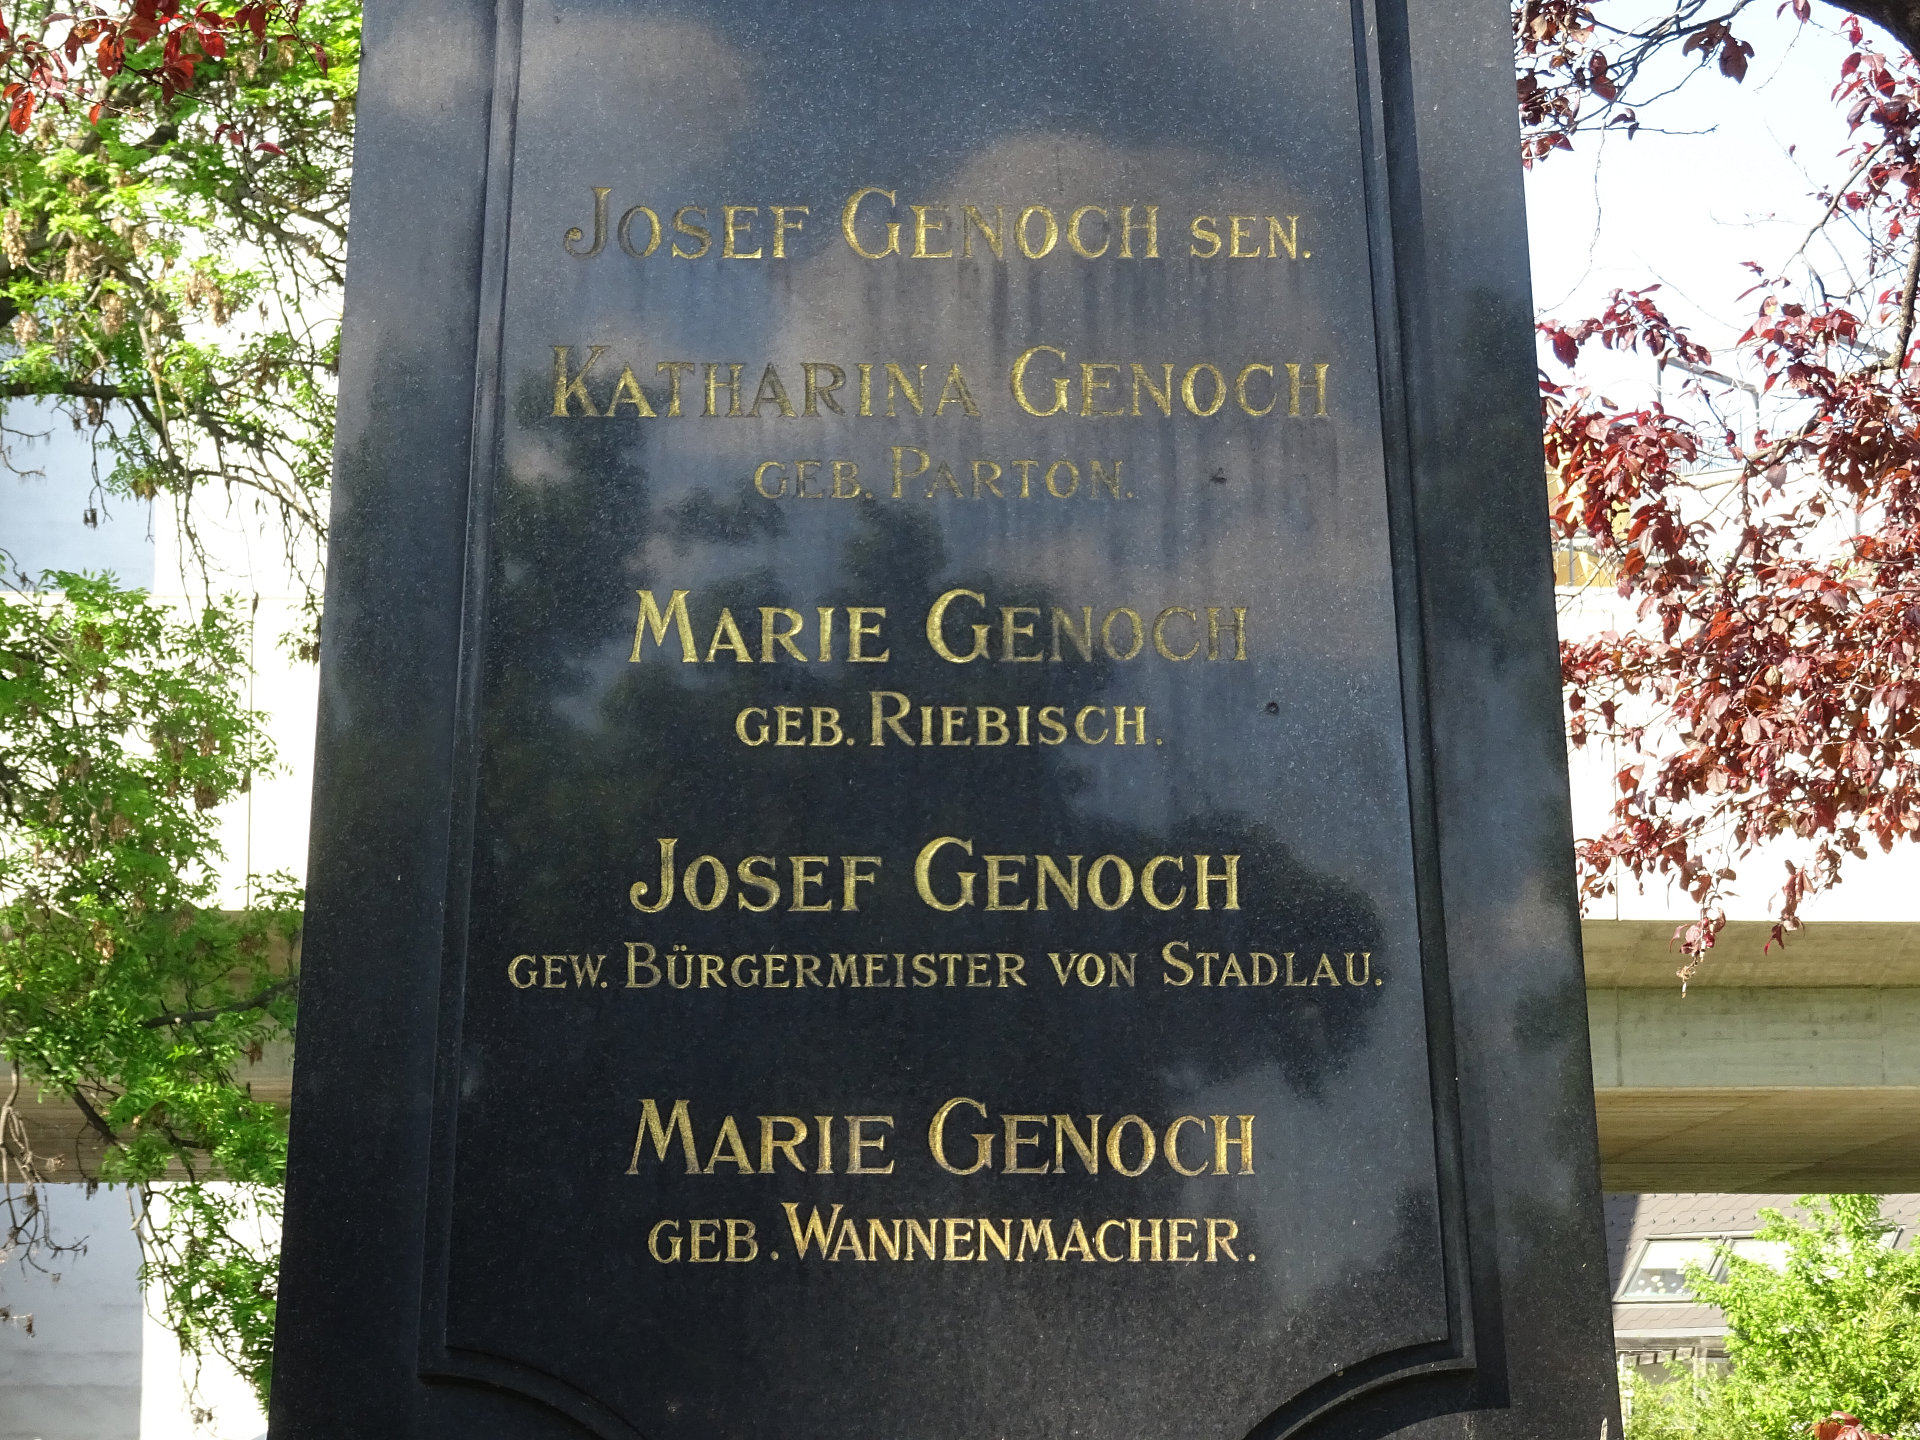 Josef Genoch sen.
Katharina Genoch
geb. Parton.
Marie Genoch
geb. Riebisch.
Josef Genoch
gew. Bürgermeister von Stadlau.
Marie Genoch
geb. Wannenmacher.